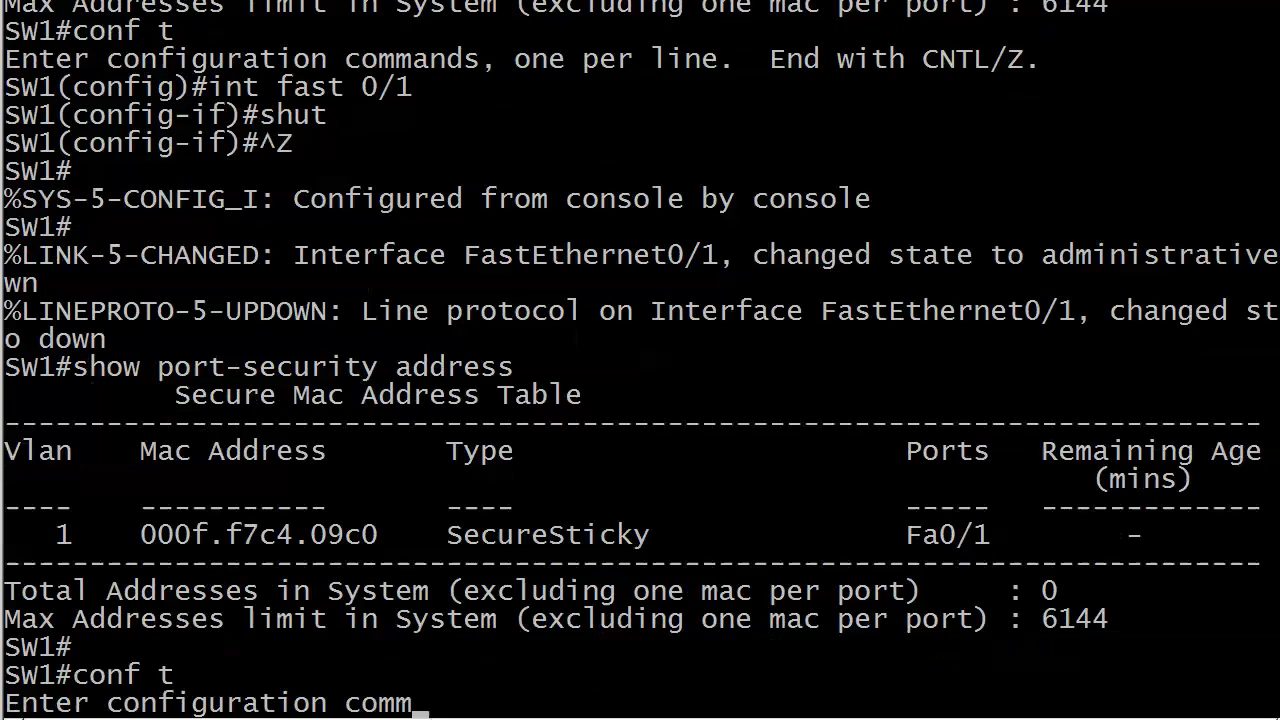 Max Addresses limit in System (excluding one mac per port) : 6144
SW1#conf t
Enter configuration commands, one per line.  End with CNTL/Z.
SW1(config)#int fast 0/1
SW1(config-if)#shut
SW1(config-if)#^Z
SW1#
%SYS-5-CONFIG_I: Configured from console by console
SW1#
%LINK-5-CHANGED: Interface FastEthernet0/1, changed state to administrative
wn
%LINEPROTO-5-UPDOWN: Line protocol on Interface FastEthernet0/1, changed st
o down
SW1#show port-security address
          Secure Mac Address Table
--------------------------------------------------------------------------
Vlan    Mac Address       Type                       Ports   Remaining Age
                                                                (mins)
----    -----------       ----                       -----   -------------
   1    000f.f7c4.09c0    SecureSticky               Fa0/1        -
--------------------------------------------------------------------------
Total Addresses in System (excluding one mac per port)     : 0
Max Addresses limit in System (excluding one mac per port) : 6144
SW1#
SW1#conf t
Enter configuration comm